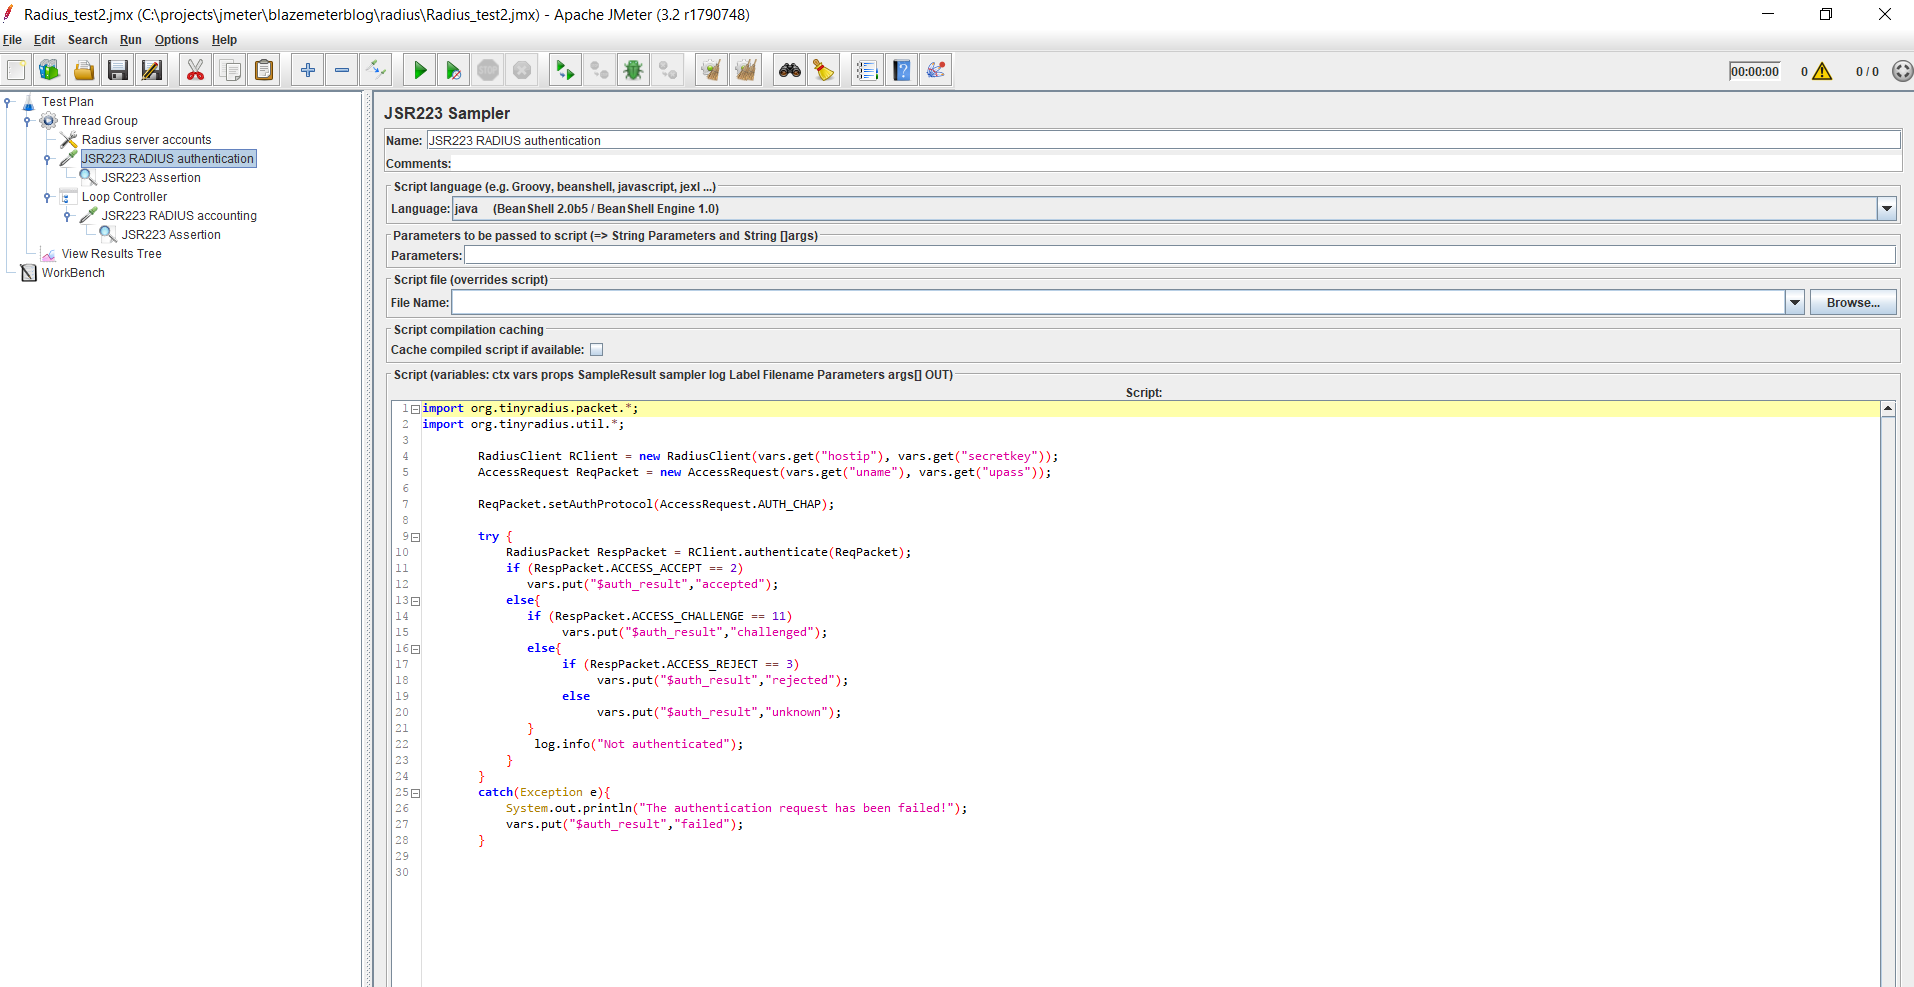 Radius_test2.jmx (C:\projects\jmeter\blazemeterblog\radius\Radius_test2.jmx) - Apache JMeter (3.2 r1790748)
File Edit Search Run Options Help
STOP
00:00:00 0 0 / 0
Test Plan
Thread Group
Radius server accounts
JSR223 RADIUS authentication
JSR223 Assertion
Loop Controller
JSR223 RADIUS accounting
JSR223 Assertion
View Results Tree
WorkBench
JSR223 Sampler
Name: JSR223 RADIUS authentication
Comments:
Script language (e.g. Groovy, beanshell, javascript, jexl ...)
Language: java (BeanShell 2.0b5 / BeanShell Engine 1.0)
Parameters to be passed to script (=> String Parameters and String []args)
Parameters:
Script file (overrides script)
File Name: Browse...
Script compilation caching
Cache compiled script if available:
Script (variables: ctx vars props SampleResult sampler log Label Filename Parameters args[] OUT)
Script:
1 import org.tinyradius.packet.*;
2 import org.tinyradius.util.*;
3
4 RadiusClient RClient = new RadiusClient(vars.get("hostip"), vars.get("secretkey"));
5 AccessRequest ReqPacket = new AccessRequest(vars.get("uname"), vars.get("upass"));
6
7 ReqPacket.setAuthProtocol(AccessRequest.AUTH_CHAP);
8
9 try {
10 RadiusPacket RespPacket = RClient.authenticate(ReqPacket);
11 if (RespPacket.ACCESS_ACCEPT == 2)
12 vars.put("$auth_result","accepted");
13 else{
14 if (RespPacket.ACCESS_CHALLENGE == 11)
15 vars.put("$auth_result","challenged");
16 else{
17 if (RespPacket.ACCESS_REJECT == 3)
18 vars.put("$auth_result","rejected");
19 else
20 vars.put("$auth_result","unknown");
21 }
22 log.info("Not authenticated");
23 }
24 }
25 catch(Exception e){
26 System.out.println("The authentication request has been failed!");
27 vars.put("$auth_result","failed");
28 }
29
30